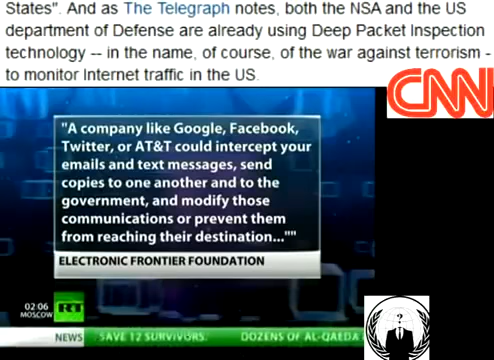 States". And as The Telegraph notes, both the NSA and the US
department of Defense are already using Deep Packet Inspection
technology -- in the name, of course, of the war against terrorism -
to monitor Internet traffic in the US.
CNN
"A company like Google, Facebook,
Twitter, or AT&T could intercept your
emails and text messages, send
copies to one another and to the
government, and modify those
communications or prevent them
from reaching their destination...""
ELECTRONIC FRONTIER FOUNDATION
02:06
MOSCOW
RT
NEWS SAVE 12 SURVIVORS. DOZENS OF AL-QAEDA
?